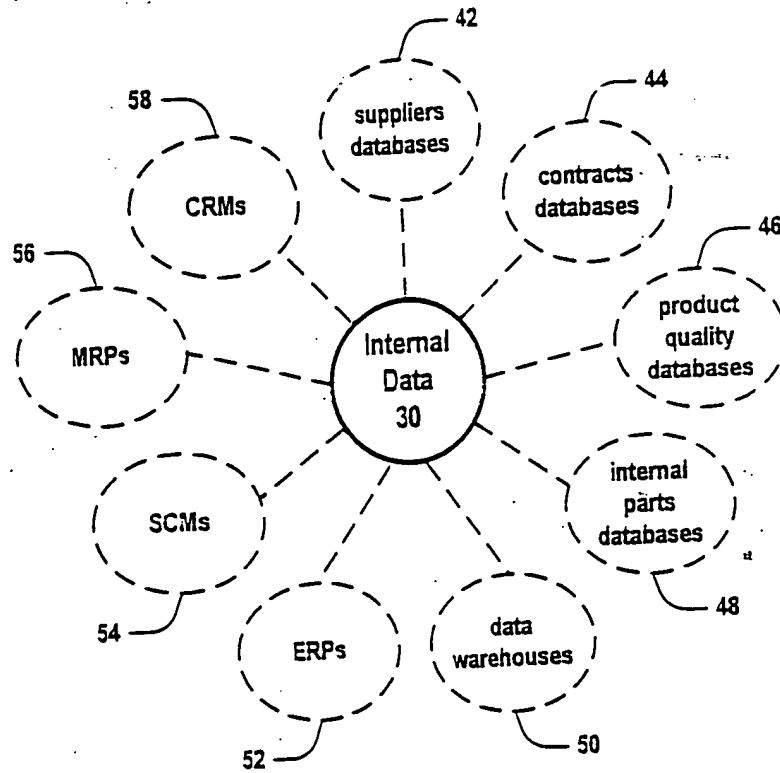 42
suppliers
databases
44
contracts
databases
58
CRMs
46
product
quality
databases
56
MRPs
Internal
Data
30
internal
parts
databases
48
SCMs
54
ERPs
52
data
warehouses
50